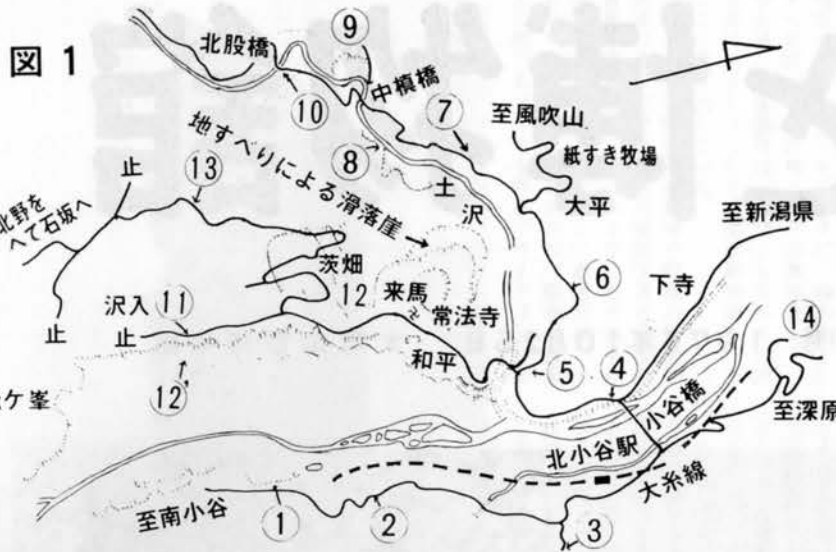 図 1
北股橋
⑨
⑩
中槙橋
⑦
至風吹山
紙すき牧場
大平
⑧
地すべりによる滑落崖
土沢
止
⑬
北野を
へて石坂へ
至新潟県
茨畑
12
来馬
卍
常法寺
⑥
下寺
止
沢入
⑪
止
⑫
和平
⑤
④
⑭
ケ峯
小谷橋
至深原
北小谷駅
大糸線
至南小谷
①
②
③